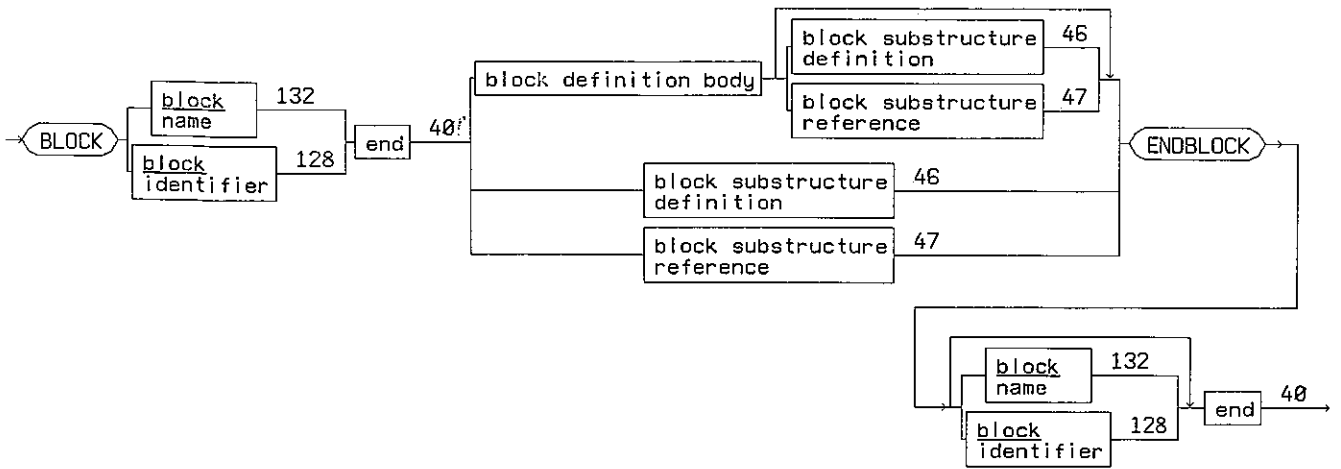 BLOCK
block
name
132
block
identifier
128
end
40
block definition body
block substructure
definition
46
block substructure
reference
47
block substructure
definition
46
block substructure
reference
47
ENDBLOCK
block
name
132
block
identifier
128
end
40